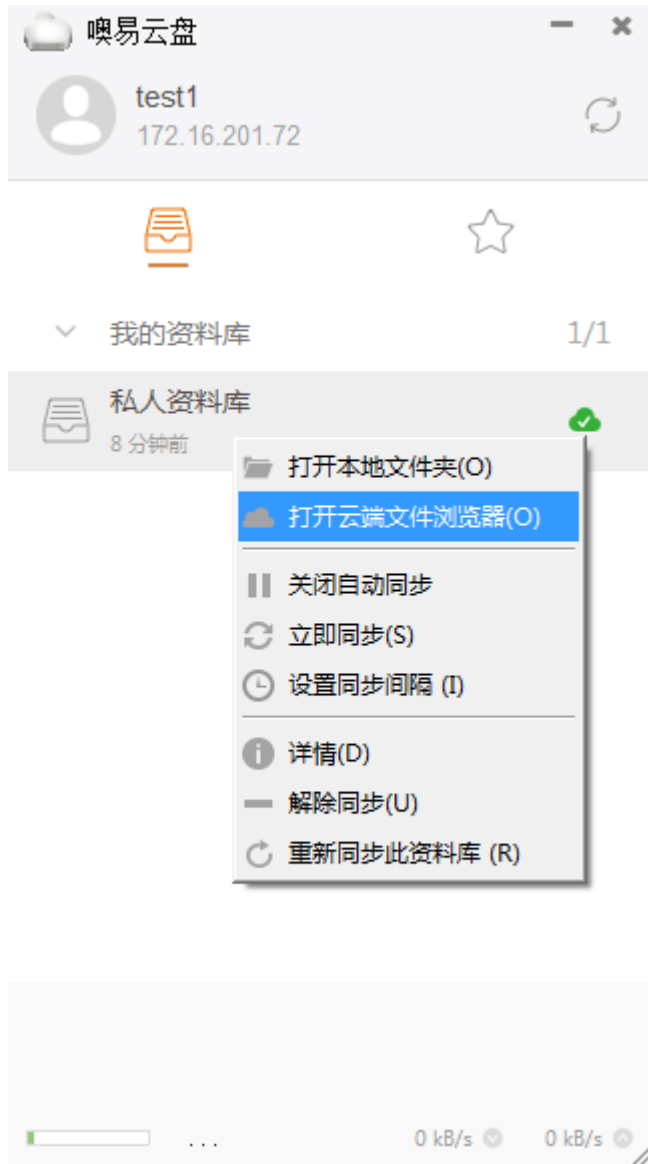 噢易云盘
test1
172.16.201.72
我的资料库 1/1
私人资料库
8 分钟前
打开本地文件夹(O)
打开云端文件浏览器(O)
关闭自动同步
立即同步(S)
设置同步间隔 (I)
详情(D)
解除同步(U)
重新同步此资料库 (R)
... 0 kB/s 0 kB/s